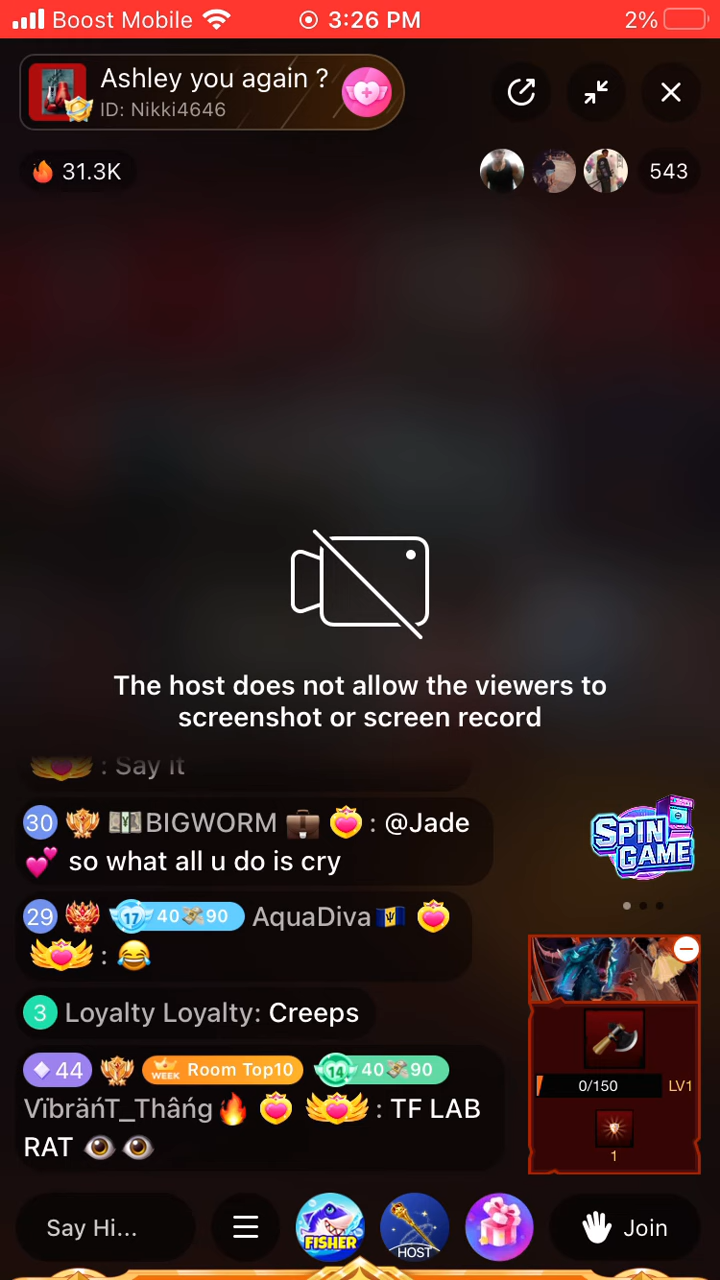 Boost Mobile 3:26 PM 2%
Ashley you again ?
ID: Nikki4646
31.3K 543
The host does not allow the viewers to
screenshot or screen record
: Say it
30 BIGWORM : @Jade
so what all u do is cry
SPIN GAME
29 17 40 90 AquaDiva
: 😂
3 Loyalty Loyalty: Creeps
0/150 LV1
44 WEEK Room Top10 14 40 90
VïbräńT_Thâńg🔥 : TF LAB
RAT 👀 👀
1
Say Hi... FISHER HOST Join